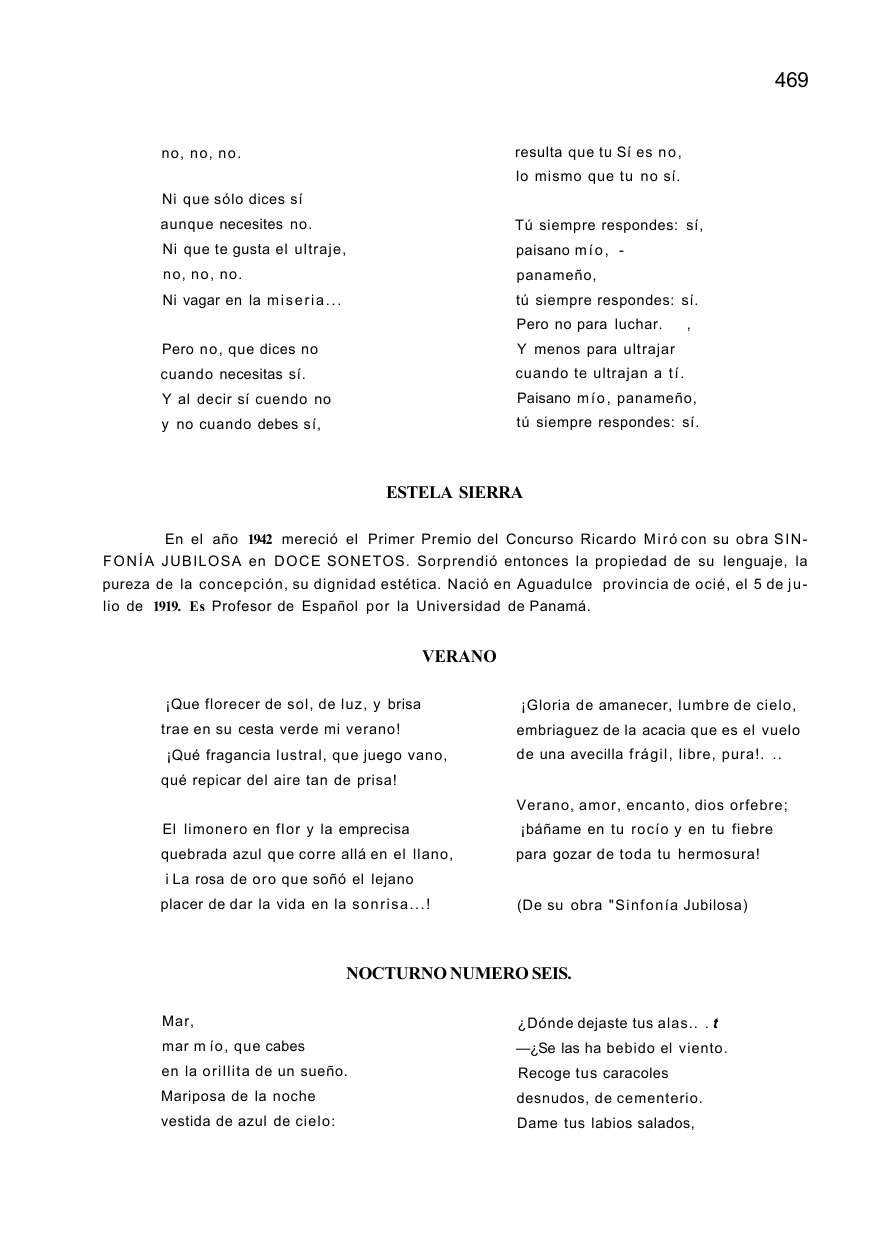 469
no, no, no.
Ni que sólo dices sí
aunque necesites no.
Ni que te gusta el ultraje,
no, no, no.
Ni vagar en la miseria...
Pero no, que dices no
cuando necesitas sí.
Y al decir sí cuendo no
y no cuando debes sí,
resulta que tu Sí es no,
lo mismo que tu no sí.
Tú siempre respondes: sí,
paisano mío, -
panameño,
tú siempre respondes: sí.
Pero no para luchar. ,
Y menos para ultrajar
cuando te ultrajan a tí.
Paisano mío, panameño,
tú siempre respondes: sí.
ESTELA SIERRA
En el año 1942 mereció el Primer Premio del Concurso Ricardo Miró con su obra SIN-
FONÍA JUBILOSA en DOCE SONETOS. Sorprendió entonces la propiedad de su lenguaje, la
pureza de la concepción, su dignidad estética. Nació en Aguadulce provincia de ocié, el 5 de ju-
lio de 1919. Es Profesor de Español por la Universidad de Panamá.
VERANO
¡Que florecer de sol, de luz, y brisa
trae en su cesta verde mi verano!
¡Qué fragancia lustral, que juego vano,
qué repicar del aire tan de prisa!
El limonero en flor y la emprecisa
quebrada azul que corre allá en el llano,
¡La rosa de oro que soñó el lejano
placer de dar la vida en la sonrisa...!
¡Gloria de amanecer, lumbre de cielo,
embriaguez de la acacia que es el vuelo
de una avecilla frágil, libre, pura!. ..
Verano, amor, encanto, dios orfebre;
¡báñame en tu rocío y en tu fiebre
para gozar de toda tu hermosura!
(De su obra "Sinfonía Jubilosa)
NOCTURNO NUMERO SEIS.
Mar,
mar mío, que cabes
en la orillita de un sueño.
Mariposa de la noche
vestida de azul de cielo:
¿Dónde dejaste tus alas.. . t
—¿Se las ha bebido el viento.
Recoge tus caracoles
desnudos, de cementerio.
Dame tus labios salados,